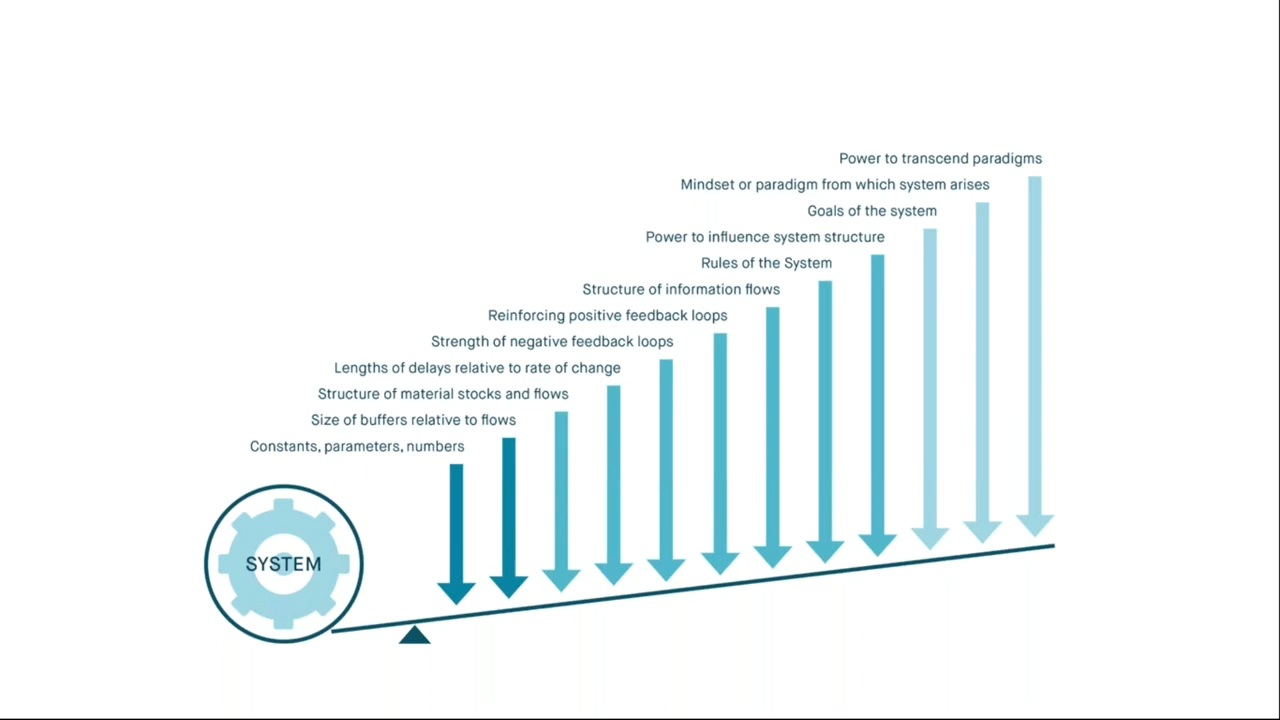 Power to transcend paradigms
Mindset or paradigm from which system arises
Goals of the system
Power to influence system structure
Rules of the System
Structure of information flows
Reinforcing positive feedback loops
Strength of negative feedback loops
Lengths of delays relative to rate of change
Structure of material stocks and flows
Size of buffers relative to flows
Constants, parameters, numbers
SYSTEM